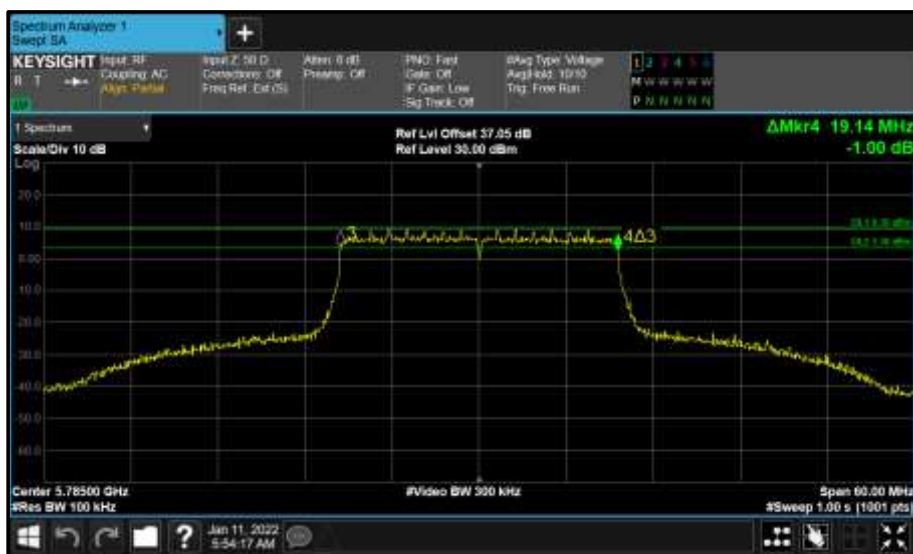 Spectrum Analyzer 1
Swept SA
+
KEYSIGHT
R T
Input: RF
Coupling: AC
Align: Partial
Input Z: 50 Ω
Corrections: Off
Freq Ref: Ext (S)
Atten: 0 dB
Preamp: Off
PNO: Fast
Gate: Off
IF Gain: Low
Sig Track: Off
#Avg Type: Voltage
Avg|Hold: 10/10
Trig: Free Run
1 2 3 4 5 6
M W W W W W
P N N N N N
1 Spectrum
Scale/Div 10 dB
Log
Ref Lvl Offset 37.05 dB
Ref Level 30.00 dBm
ΔMkr4 19.14 MHz
-1.00 dB
20.0
10.0
0.00
-10.0
-20.0
-30.0
-40.0
-50.0
-60.0
3
4Δ3
Center 5.78500 GHz
#Res BW 100 kHz
#Video BW 300 kHz
Span 60.00 MHz
#Sweep 1.00 s (1001 pts)
?
Jan 11, 2022
5:54:17 AM